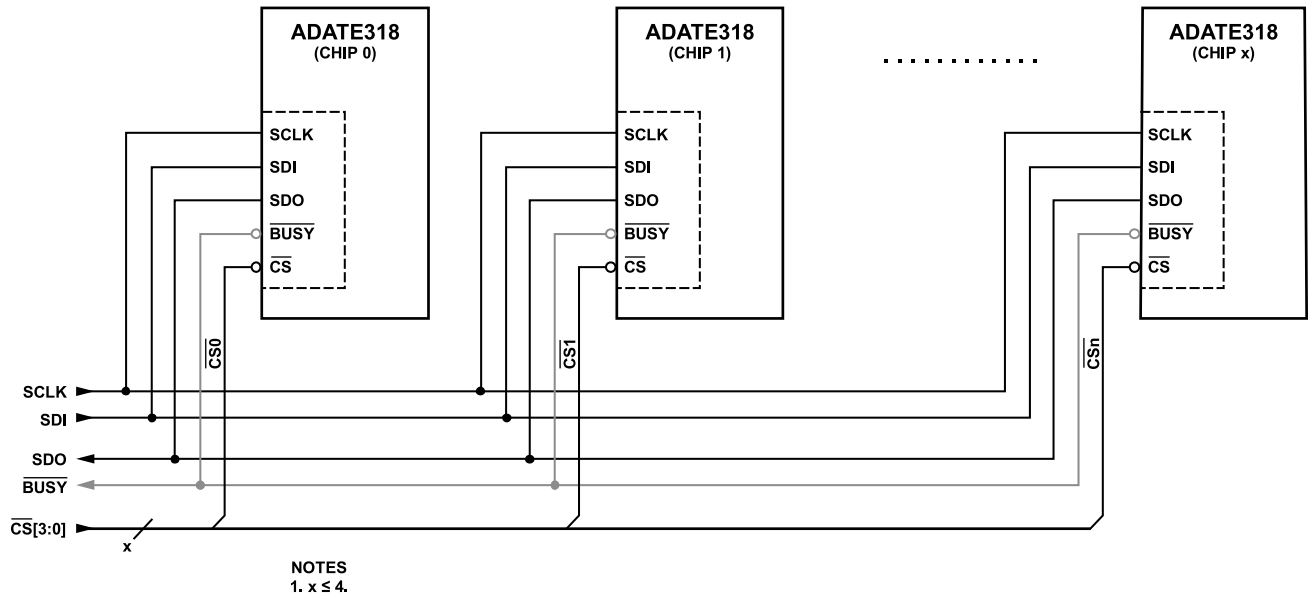 ADATE318
(CHIP 0)
ADATE318
(CHIP 1)
. . . . . . . . . . . .
ADATE318
(CHIP x)
SCLK
SDI
SDO
BUSY
CS
SCLK
SDI
SDO
BUSY
CS
SCLK
SDI
SDO
BUSY
CS
CS0
CS1
CSn
SCLK
SDI
SDO
BUSY
CS[3:0]
x
NOTES
1. x ≤ 4.